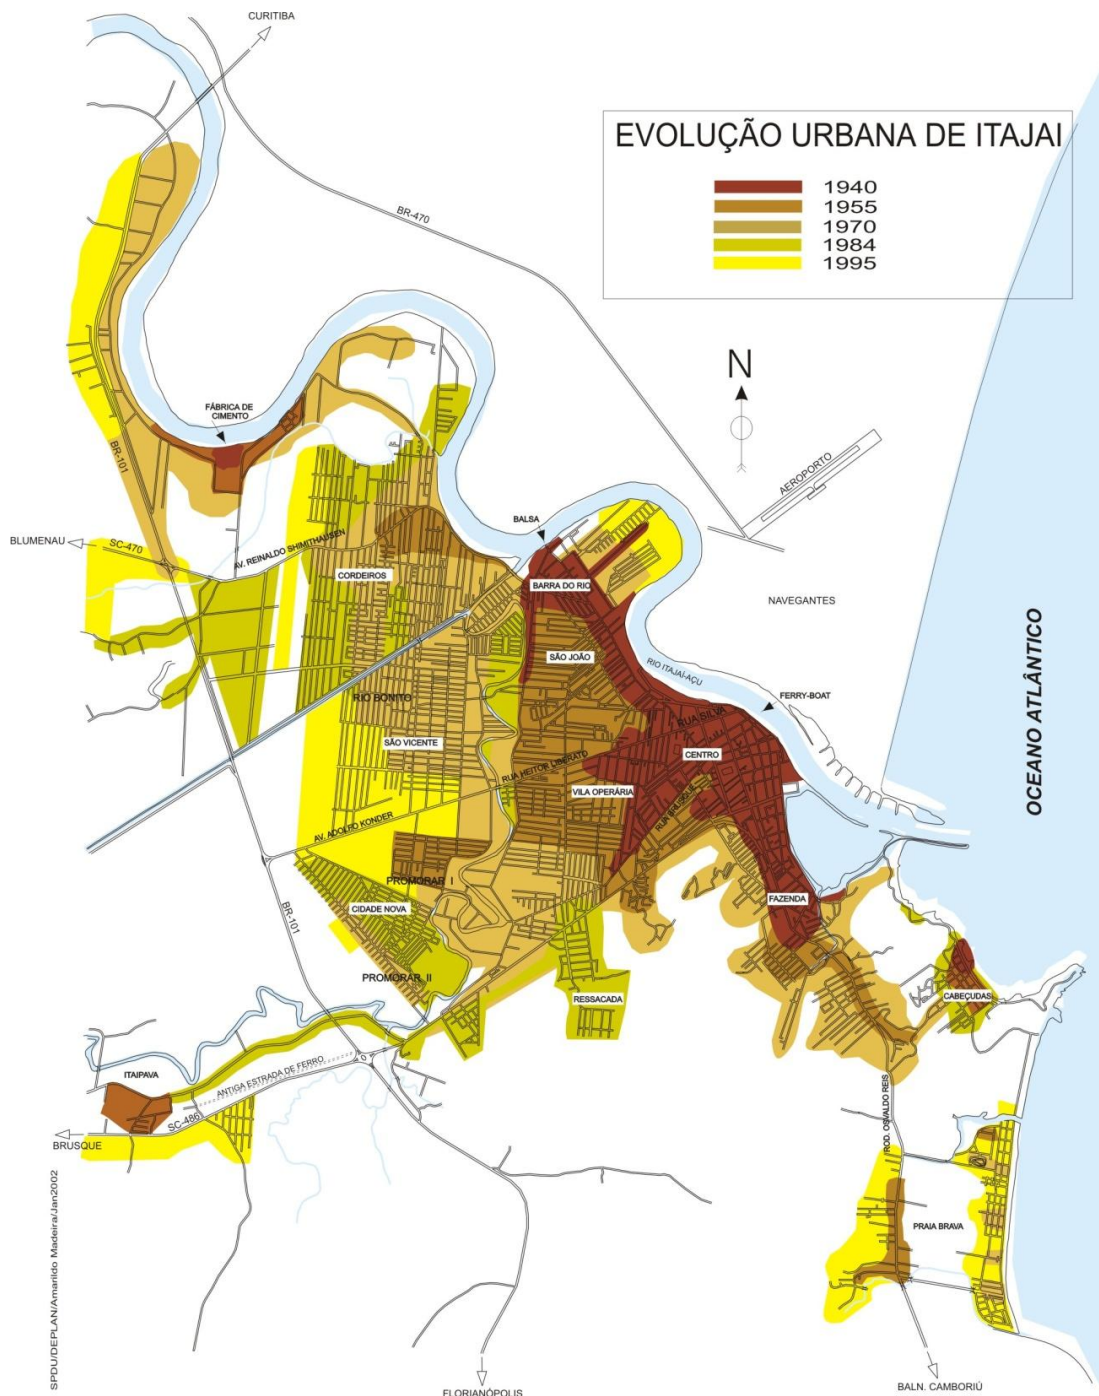 CURITIBA
EVOLUÇÃO URBANA DE ITAJAI
1940
1955
1970
1984
1995
BR-470
N
FÁBRICA DE
CIMENTO
BR-101
AEROPORTO
BALSA
BLUMENAU
SC-470
AV. REINALDO SHIMITHAUSEN
CORDEIROS
BARRA DO RIO
NAVEGANTES
SÃO JOÃO
RIO ITAJAÍ-AÇU
OCEANO ATLÂNTICO
RIO BONITO
FERRY-BOAT
RUA SILVA
SÃO VICENTE
CENTRO
RUA HEITOR LIBERATO
VILA OPERÁRIA
RUA BRUSQUE
AV. ADOLFO KONDER
PROMORAR I
CIDADE NOVA
FAZENDA
BR-101
PROMORAR II
RESSACADA
CABEÇUDAS
ITAIPAVA
ANTIGA ESTRADA DE FERRO
SC-486
BRUSQUE
ROD. OSVALDO REIS
PRAIA BRAVA
SPDU/DEPLAN/Amarildo Madeira/Jan2002
FLORIANÓPOLIS
BALN. CAMBORIÚ